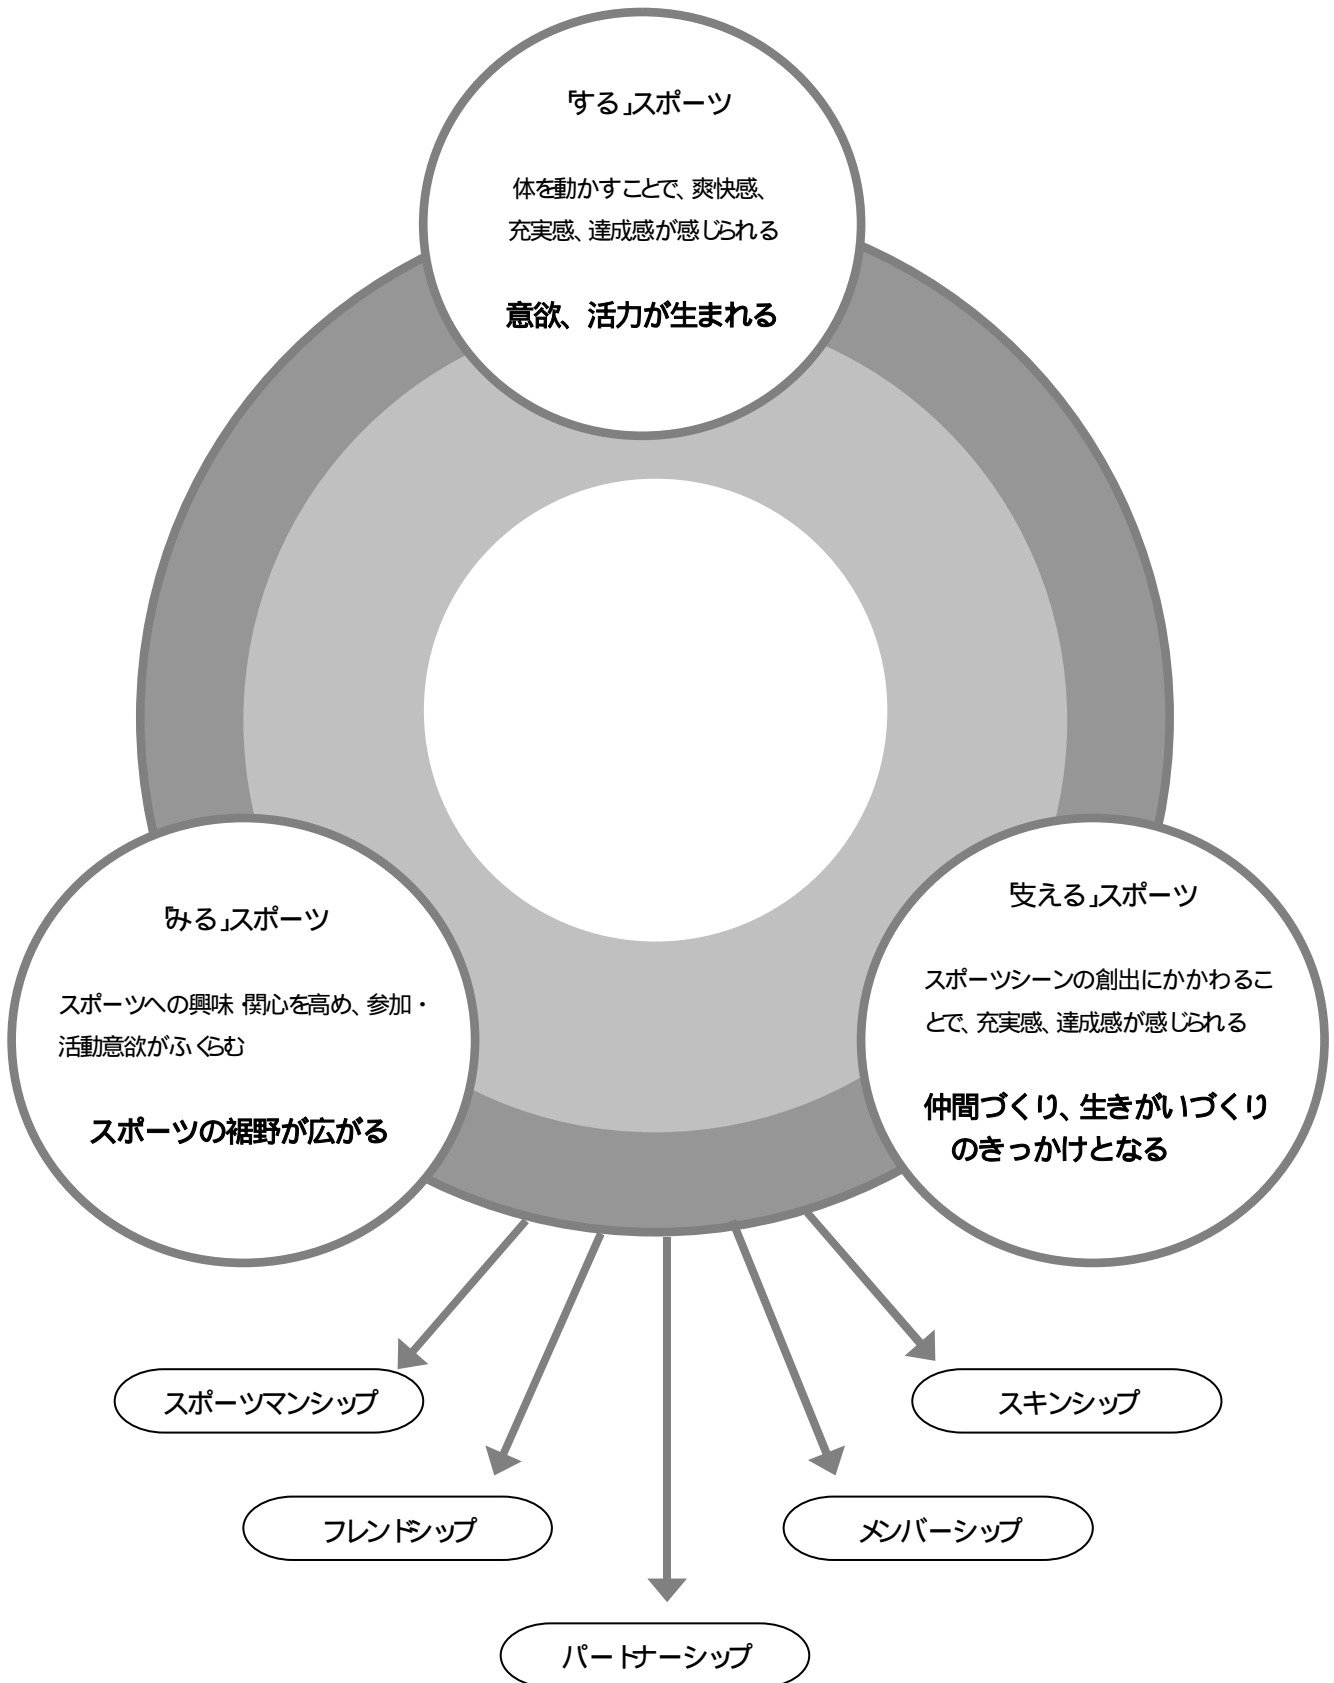 「する」スポーツ
体を動かすことで、爽快感、
充実感、達成感が感じられる
意欲、活力が生まれる
「みる」スポーツ
スポーツへの興味・関心を高め、参加・
活動意欲がふくらむ
スポーツの裾野が広がる
「支える」スポーツ
スポーツシーンの創出にかかわるこ
とで、充実感、達成感が感じられる
仲間づくり、生きがいづくり
のきっかけとなる
スポーツマンシップ
スキンシップ
フレンドシップ
メンバーシップ
パートナーシップ